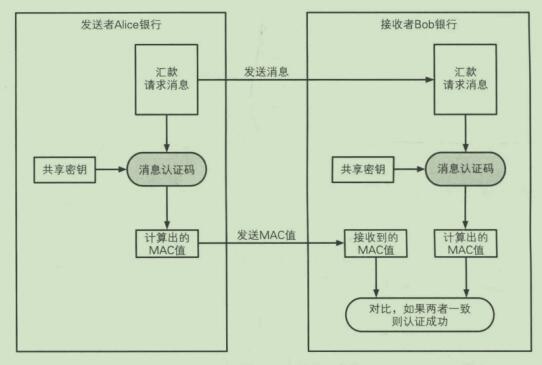 发送者Alice银行
接收者Bob银行
汇款
请求消息
发送消息
汇款
请求消息
共享密钥
消息认证码
共享密钥
消息认证码
计算出的
MAC值
发送MAC值
接收到的
MAC值
计算出的
MAC值
对比，如果两者一致
则认证成功